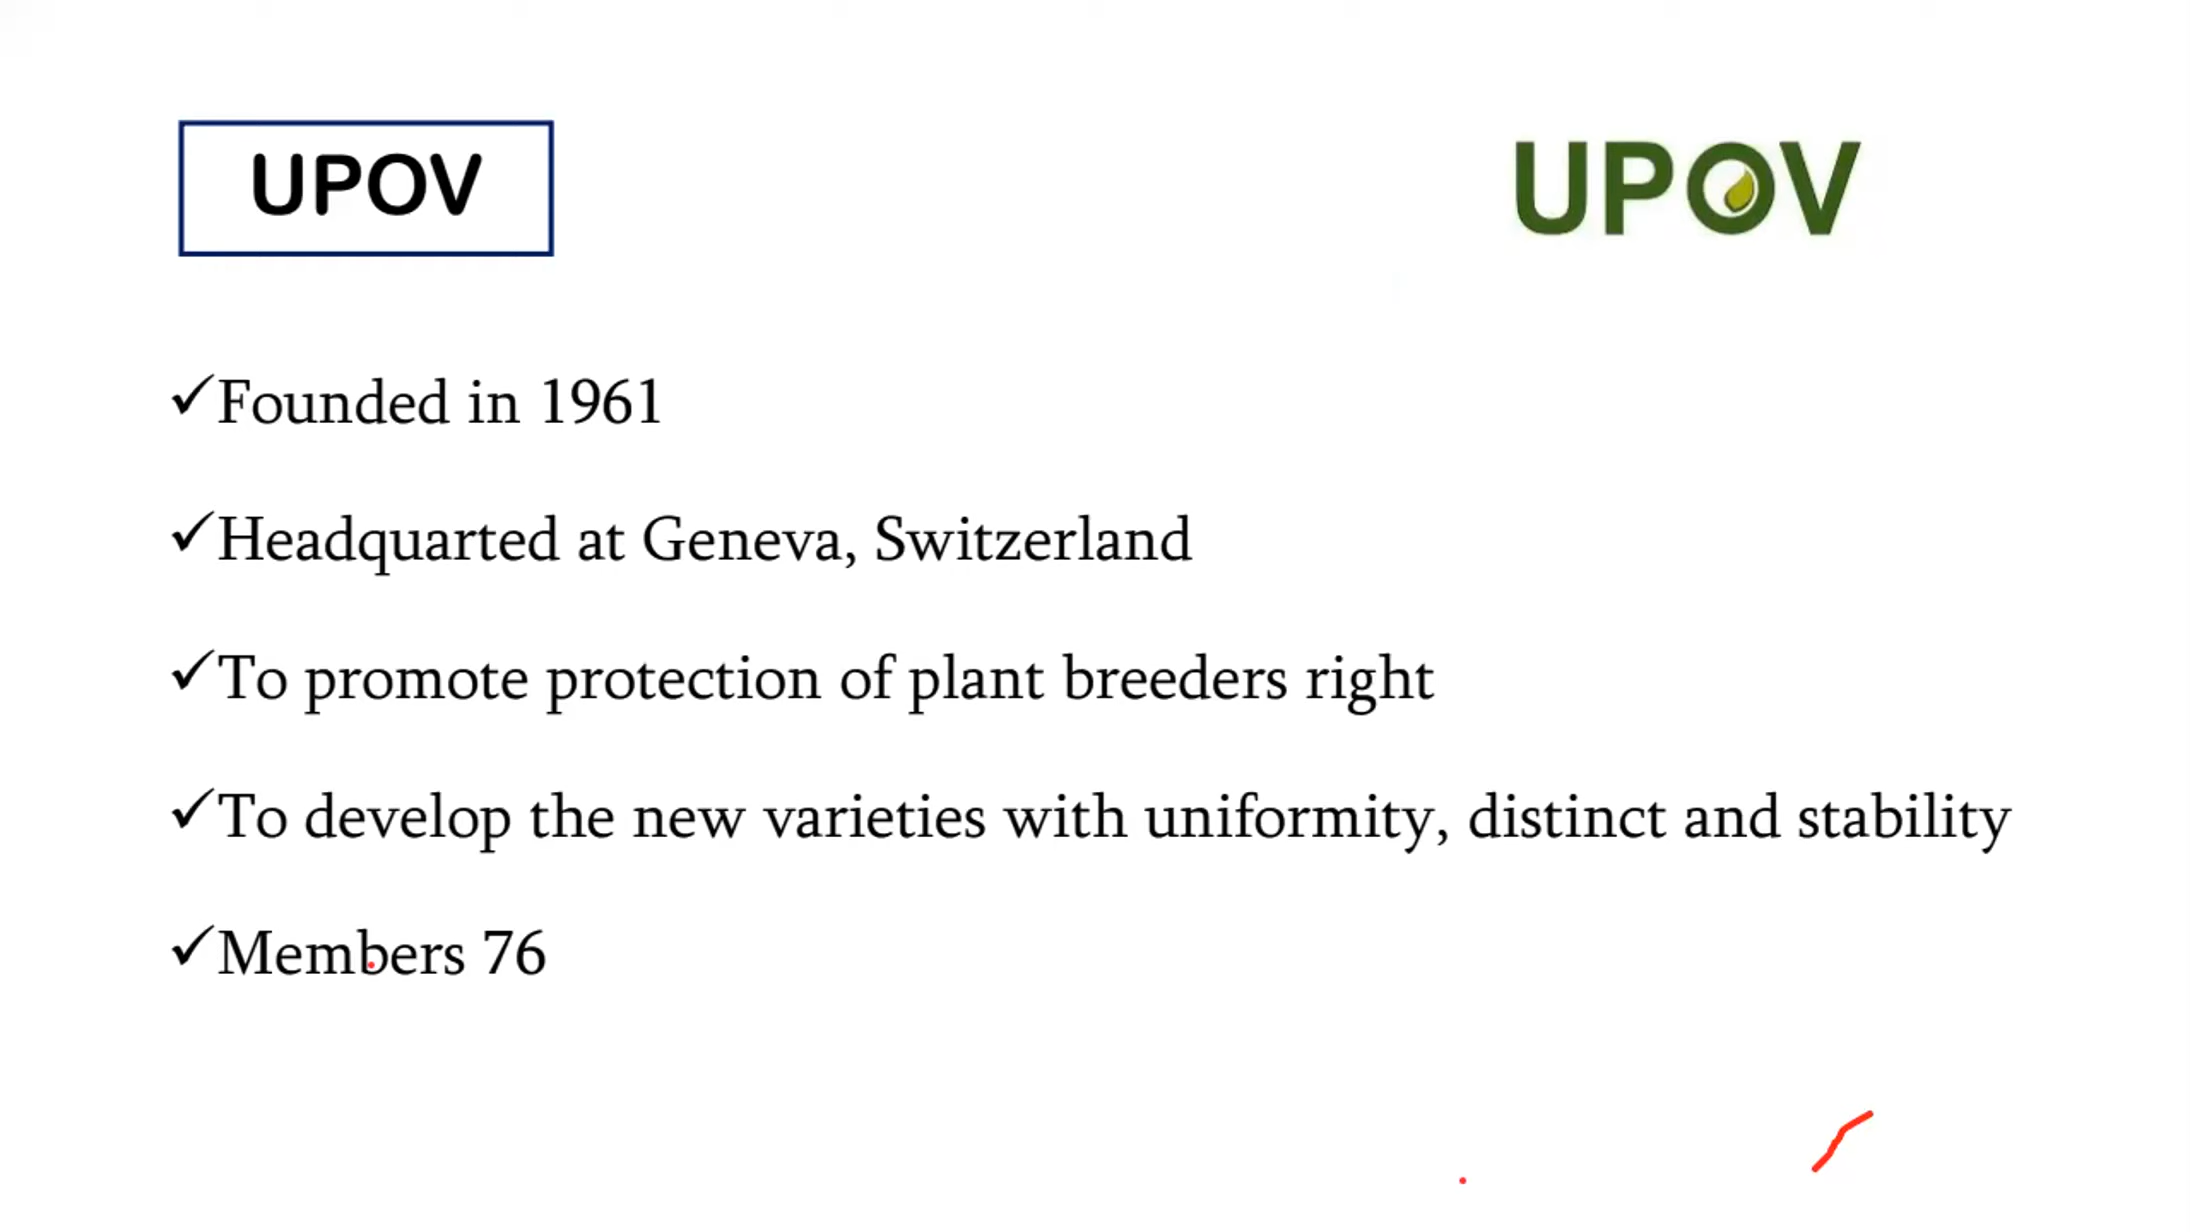 UPOV
UPOV
✓Founded in 1961
✓Headquarted at Geneva, Switzerland
✓To promote protection of plant breeders right
✓To develop the new varieties with uniformity, distinct and stability
✓Members 76